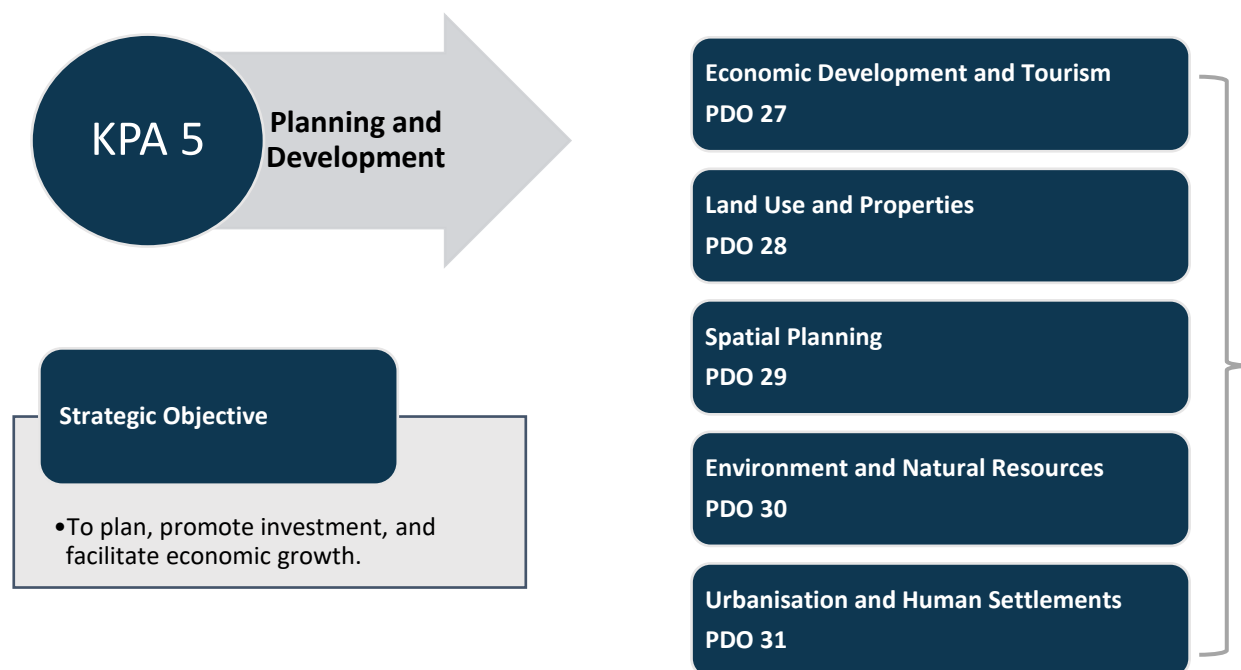 KPA 5
Planning and
Development
Strategic Objective
•To plan, promote investment, and
facilitate economic growth.
Economic Development and Tourism
PDO 27
Land Use and Properties
PDO 28
Spatial Planning
PDO 29
Environment and Natural Resources
PDO 30
Urbanisation and Human Settlements
PDO 31